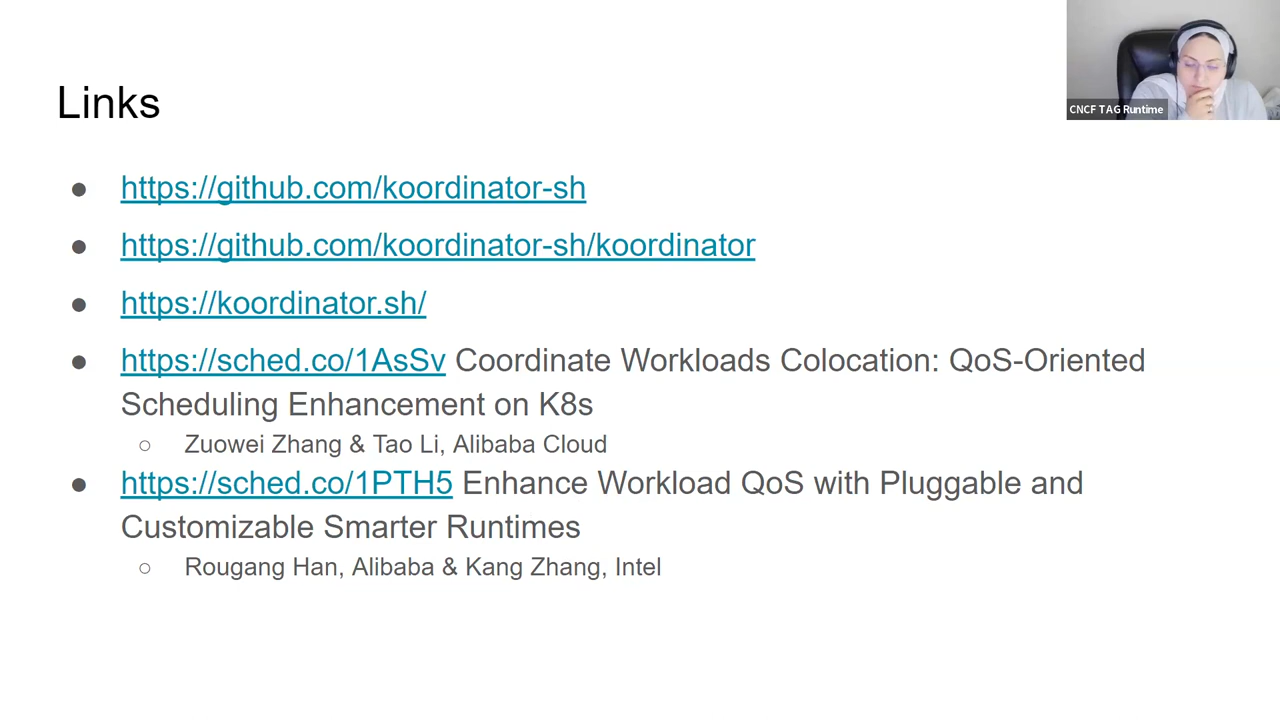 CNCF TAG Runtime
Links
● https://github.com/koordinator-sh
● https://github.com/koordinator-sh/koordinator
● https://koordinator.sh/
● https://sched.co/1AsSv Coordinate Workloads Colocation: QoS-Oriented
Scheduling Enhancement on K8s
○ Zuowei Zhang & Tao Li, Alibaba Cloud
● https://sched.co/1PTH5 Enhance Workload QoS with Pluggable and
Customizable Smarter Runtimes
○ Rougang Han, Alibaba & Kang Zhang, Intel